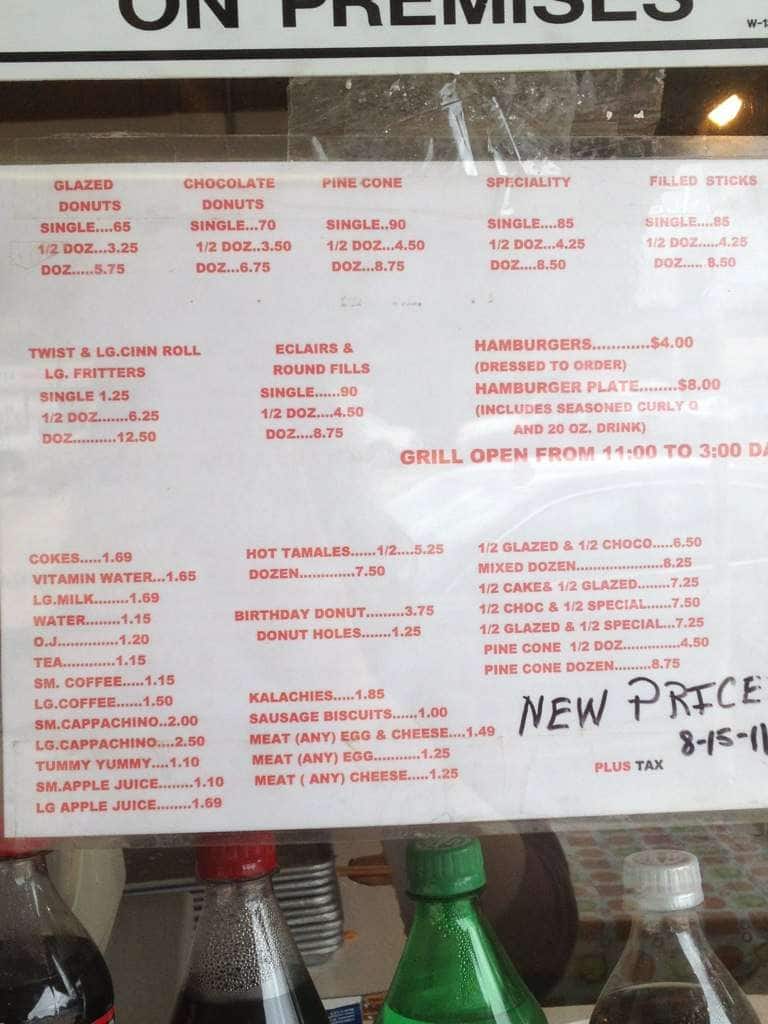 ON PREMISES
GLAZED DONUTS
SINGLE..65
1/2 DOZ...3.25
DOZ.....5.75
CHOCOLATE DONUTS
SINGLE...70
1/2 DOZ..3.50
DOZ...6.75
PINE CONE
SINGLE..90
1/2 DOZ...4.50
DOZ...8.75
SPECIALITY
SINGLE....85
1/2 DOZ...4.25
DOZ....8.50
FILLED STICKS
SINGLE....85
1/2 DOZ....4.25
DOZ..... 8.50
TWIST & LG.CINN ROLL
LG. FRITTERS
SINGLE 1.25
1/2 DOZ.......6.25
DOZ..........12.50
ECLAIRS &
ROUND FILLS
SINGLE......90
1/2 DOZ....4.50
DOZ....8.75
HAMBURGERS............$4.00
(DRESSED TO ORDER)
HAMBURGER PLATE........$8.00
(INCLUDES SEASONED CURLY Q
AND 20 OZ. DRINK)
GRILL OPEN FROM 11:00 TO 3:00
COKES.....1.69
VITAMIN WATER...1.65
LG.MILK........1.69
WATER........1.15
O.J.............1.20
TEA............1.15
SM. COFFEE.....1.15
LG.COFFEE......1.50
SM.CAPPACHINO..2.00
LG.CAPPACHINO....2.50
TUMMY YUMMY....1.10
SM.APPLE JUICE........1.10
LG APPLE JUICE........1.69
HOT TAMALES......1/2....5.25
DOZEN.............7.50
BIRTHDAY DONUT.........3.75
DONUT HOLES.......1.25
KALACHIES.....1.85
SAUSAGE BISCUITS......1.00
MEAT (ANY) EGG & CHEESE....1.49
MEAT (ANY) EGG...........1.25
MEAT ( ANY) CHEESE.....1.25
1/2 GLAZED & 1/2 CHOCO.....6.50
MIXED DOZEN....................8.25
1/2 CAKE& 1/2 GLAZED........7.25
1/2 CHOC & 1/2 SPECIAL......7.50
1/2 GLAZED & 1/2 SPECIAL...7.25
PINE CONE 1/2 DOZ..............4.50
PINE CONE DOZEN.........8.75
NEW PRICE
8-15-11
PLUS TAX